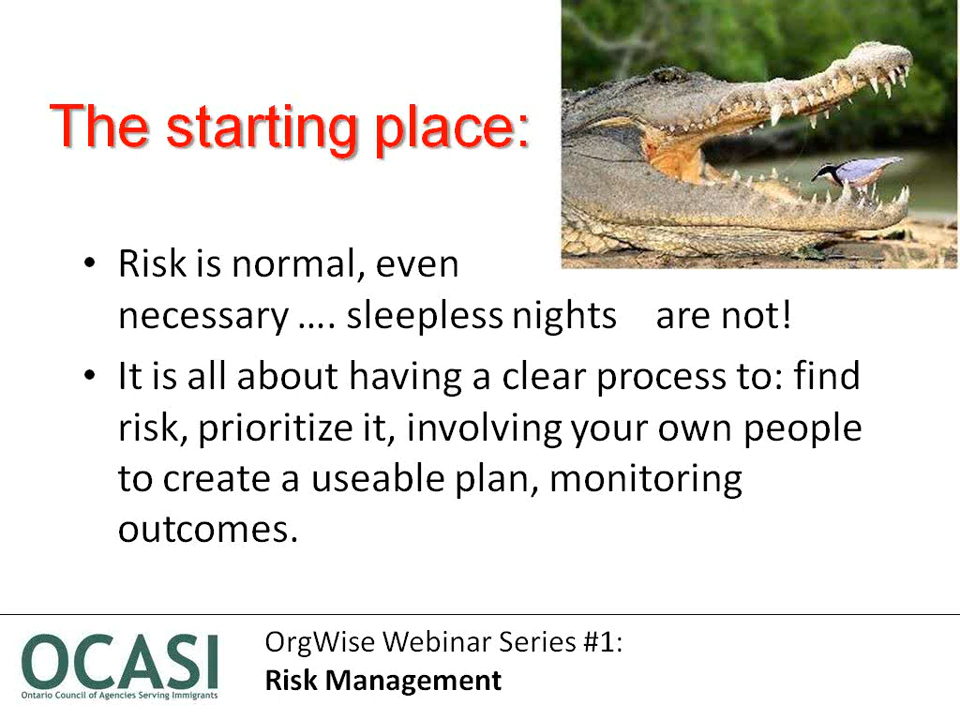 The starting place:
• Risk is normal, even
necessary …. sleepless nights are not!
• It is all about having a clear process to: find
risk, prioritize it, involving your own people
to create a useable plan, monitoring
outcomes.
OCASI
Ontario Council of Agencies Serving Immigrants
OrgWise Webinar Series #1:
Risk Management